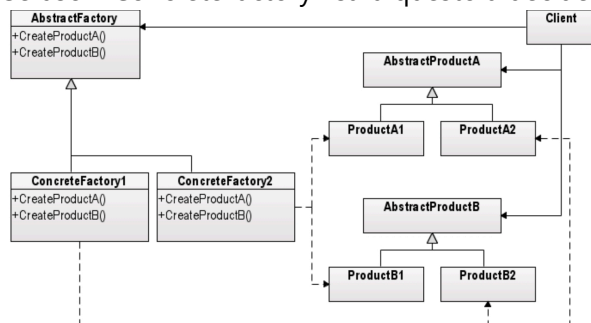 AbstractFactory
+CreateProductA()
+CreateProductB()
Client
AbstractProductA
ProductA1
ProductA2
ConcreteFactory1
+CreateProductA()
+CreateProductB()
ConcreteFactory2
+CreateProductA()
+CreateProductB()
AbstractProductB
ProductB1
ProductB2